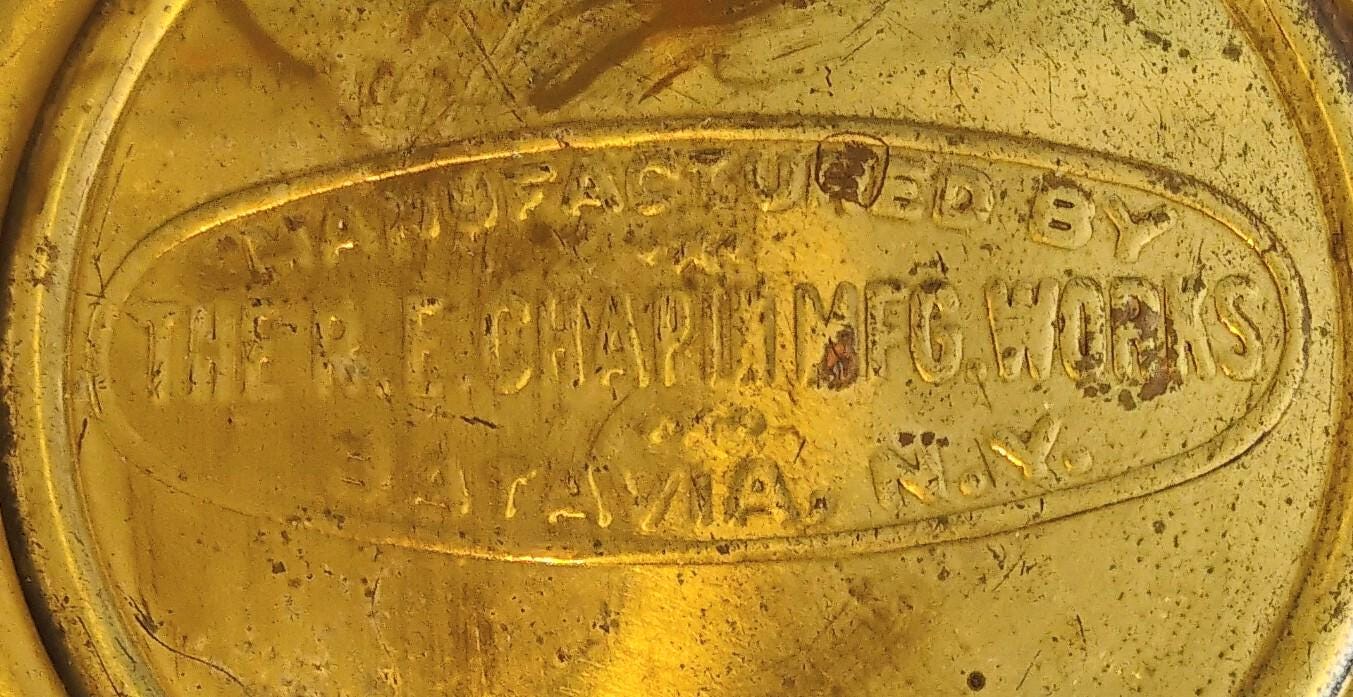 MANUFACTURED BY
THE R.E. CHAPIN MFG. WORKS
BATAVIA, N.Y.